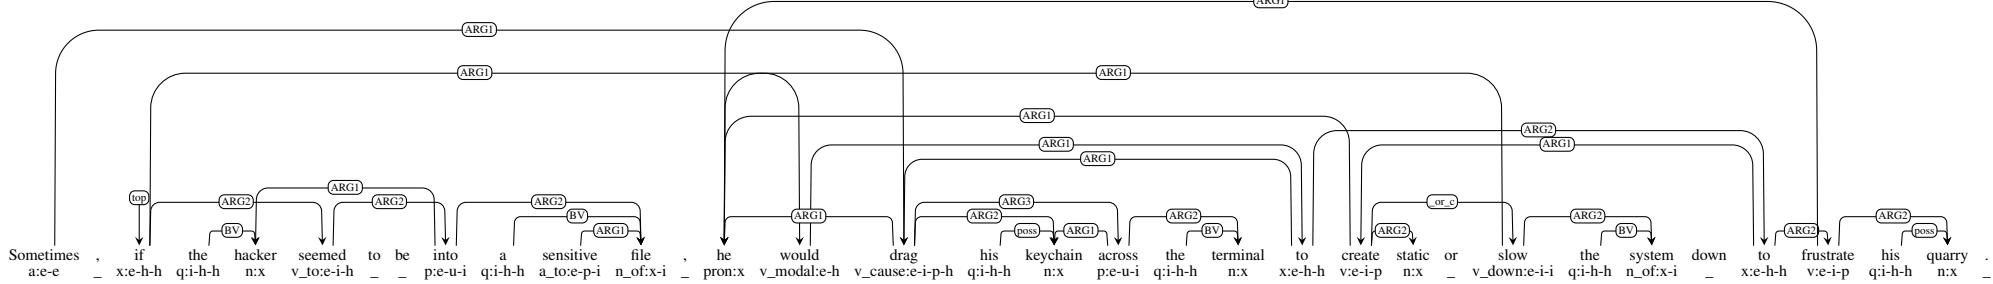 ARG1
ARG1
ARG1 ARG1
ARG1
ARG2
ARG1 ARG1
ARG1
ARG1
top ARG2 ARG2 ARG2 ARG3 _or_c
BV ARG1 ARG2 ARG2 ARG2 ARG2
BV ARG1 poss ARG1 BV ARG2 BV ARG2 poss
Sometimes , if the hacker seemed to be into a sensitive file , he would drag his keychain across the terminal to create static or slow the system down to frustrate his quarry .
a:e-e _ x:e-h-h q:i-h-h n:x v_to:e-i-h _ _ p:e-u-i q:i-h-h a_to:e-p-i n_of:x-i _ pron:x v_modal:e-h v_cause:e-i-p-h q:i-h-h n:x p:e-u-i q:i-h-h n:x x:e-h-h v:e-i-p n:x _ v_down:e-i-i q:i-h-h n_of:x-i _ x:e-h-h v:e-i-p q:i-h-h n:x _